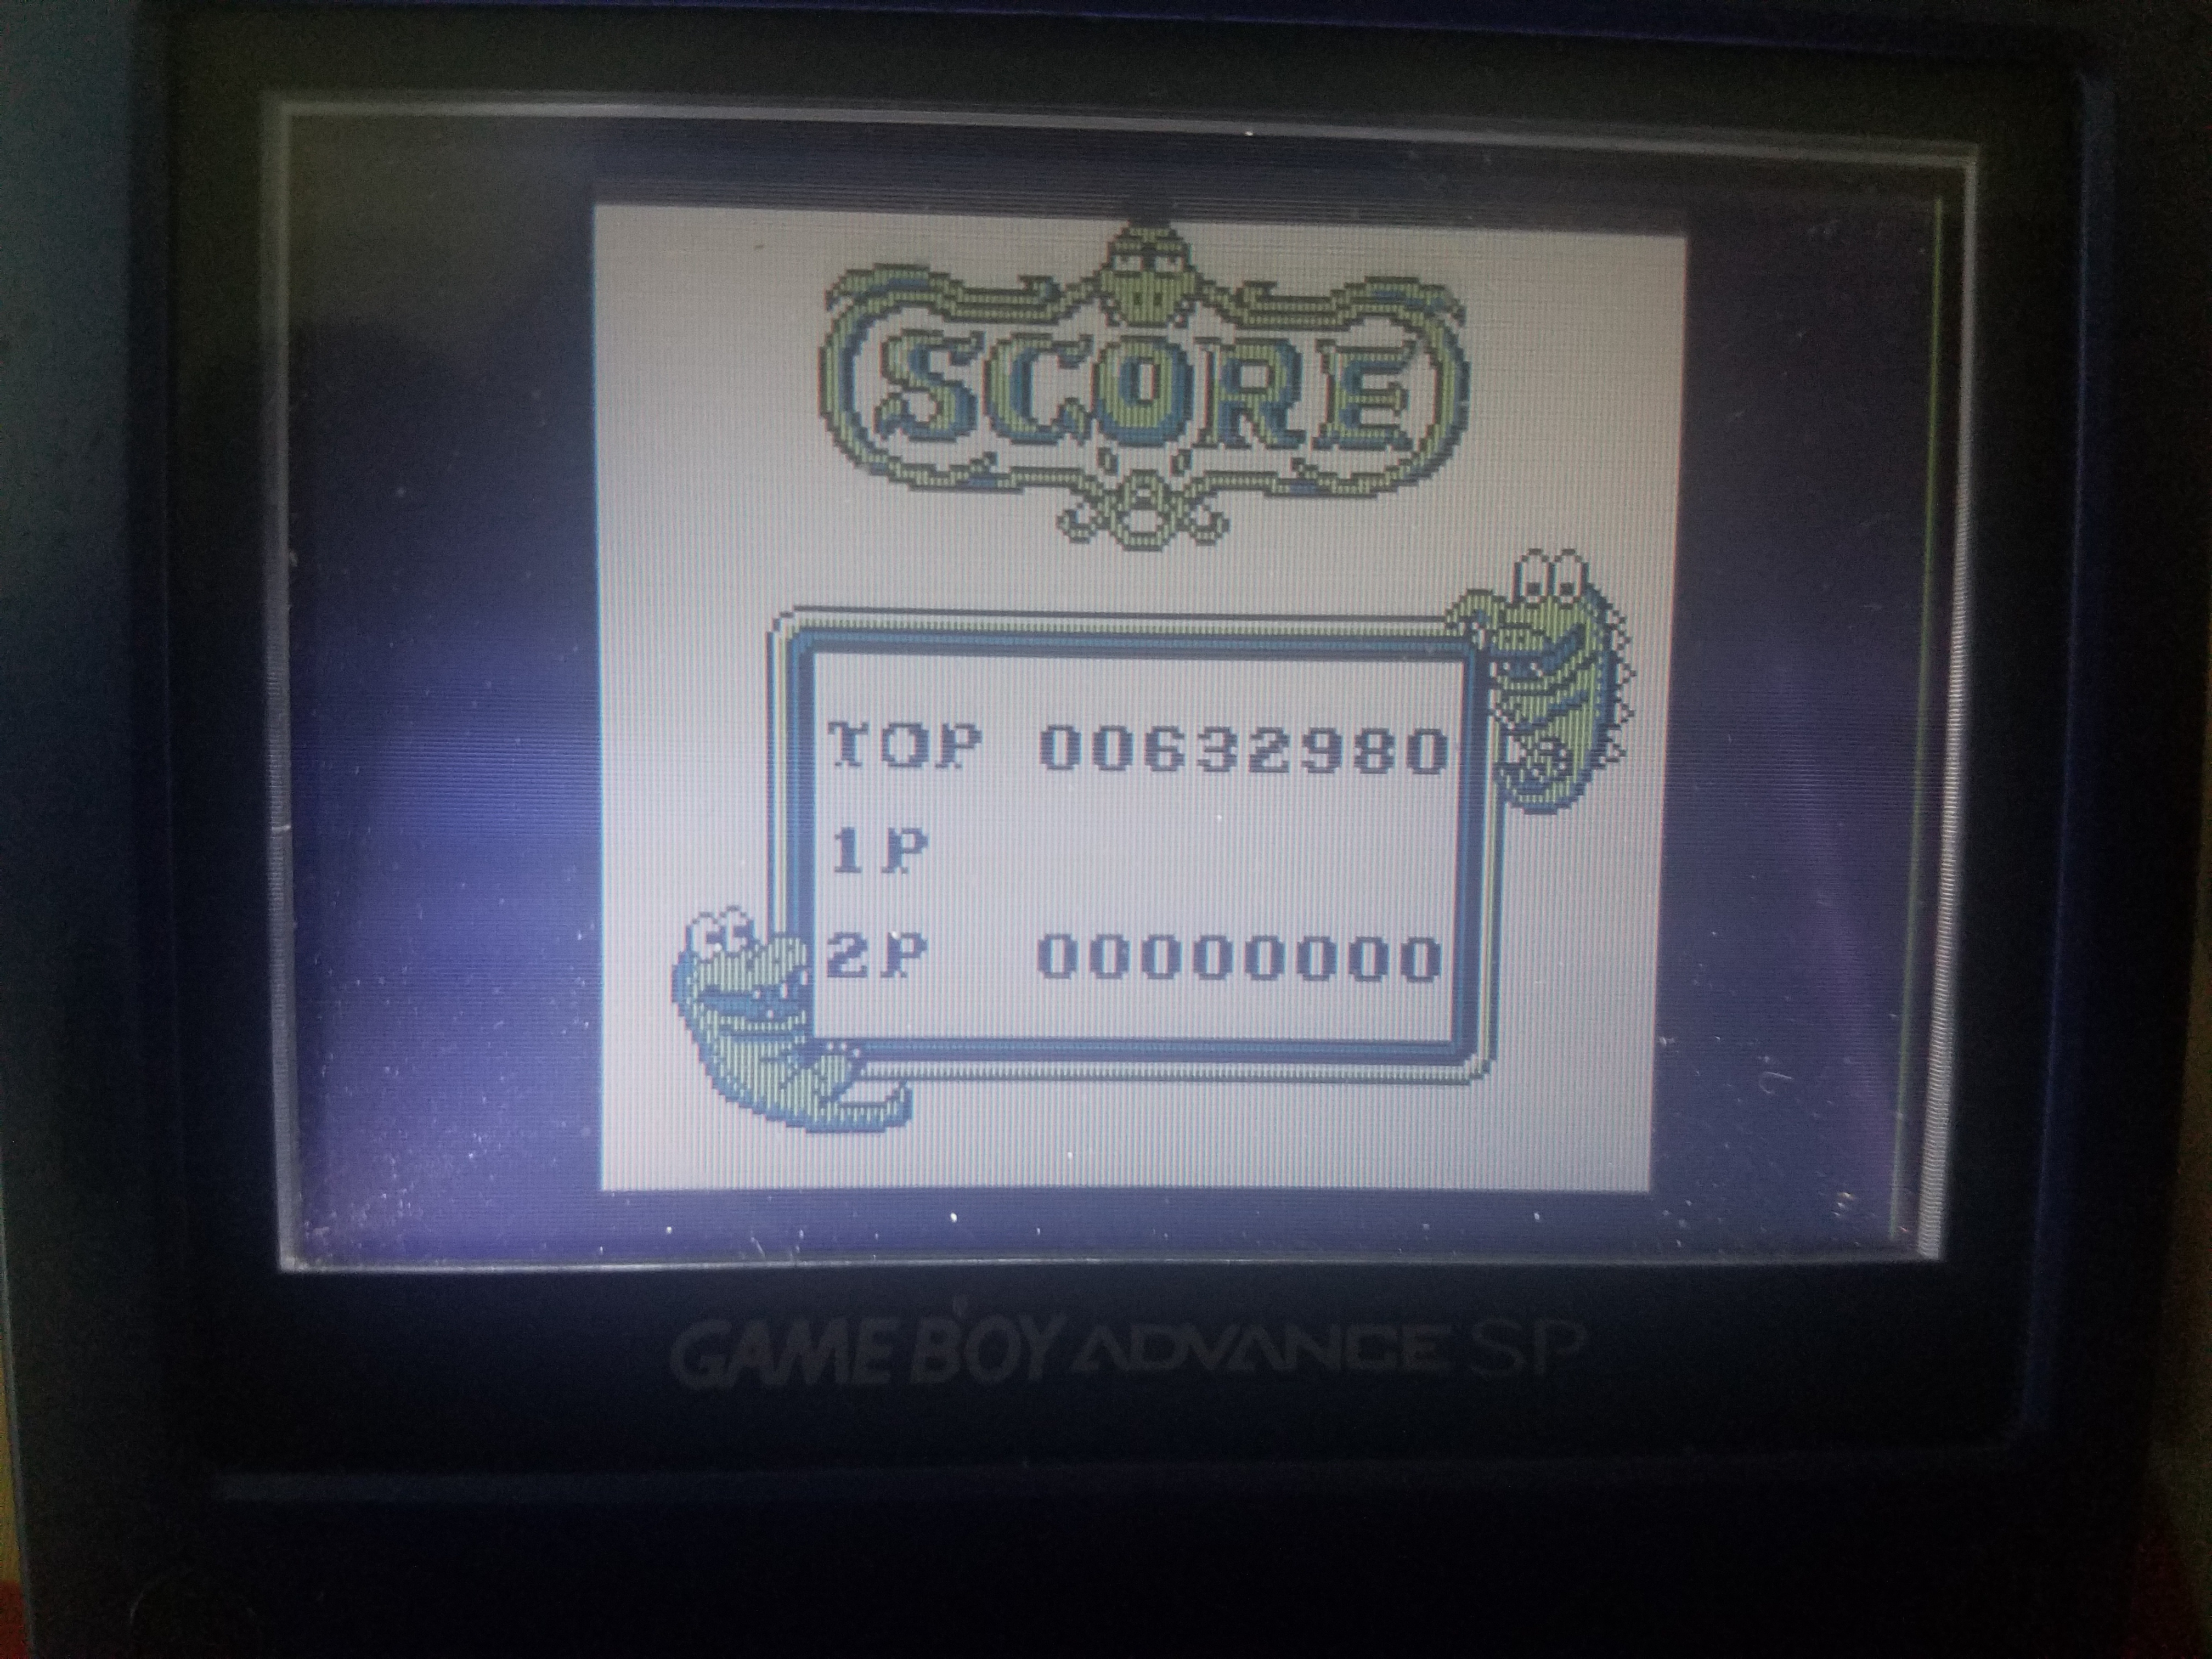 SCORE
TOP 00632980
1P
2P 00000000
GAME BOY ADVANCE SP